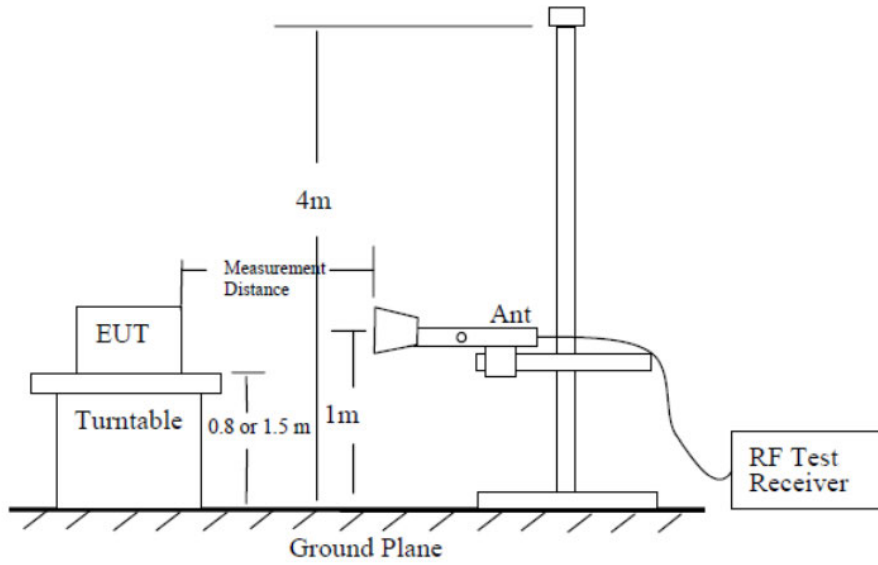 4m
Measurement
Distance
EUT
Ant
Turntable
0.8 or 1.5 m
1m
RF Test
Receiver
Ground Plane